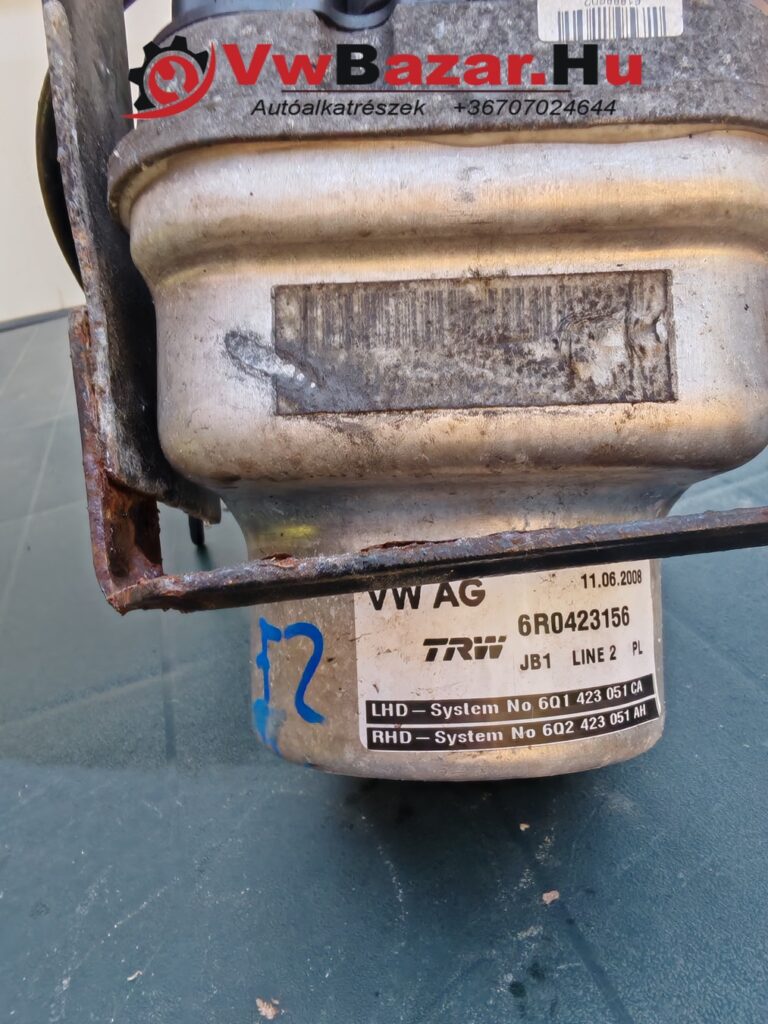 VwBazar.Hu
Autóalkatrészek +36707024644
VW AG 11.06.2008
6R0423156
TRW JB1 LINE 2 PL
LHD – System No 6Q1 423 051 CA
RHD – System No 6Q2 423 051 AH